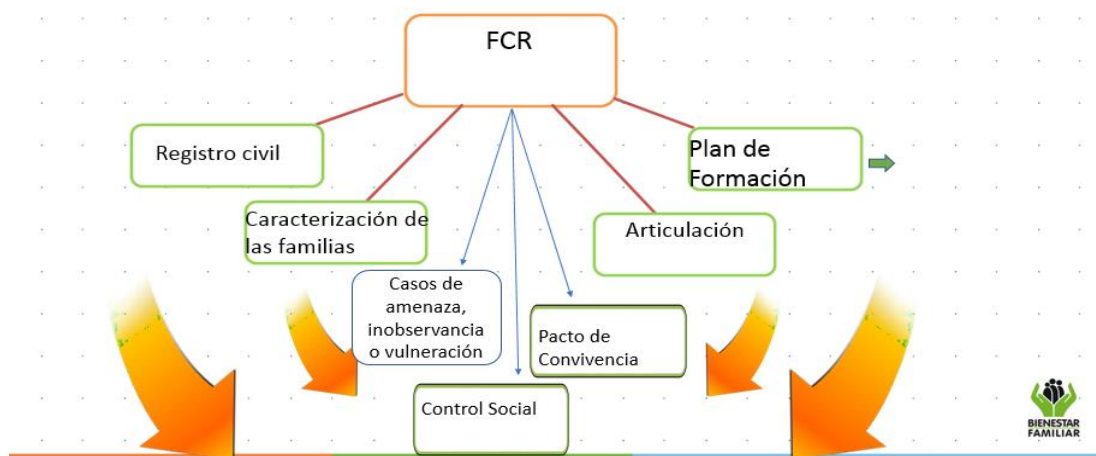 FCR
Registro civil
Plan de
Formación
Caracterización de
las familias
Articulación
Casos de
amenaza,
inobservancia
o vulneración
Pacto de
Convivencia
Control Social
BIENESTAR
FAMILIAR